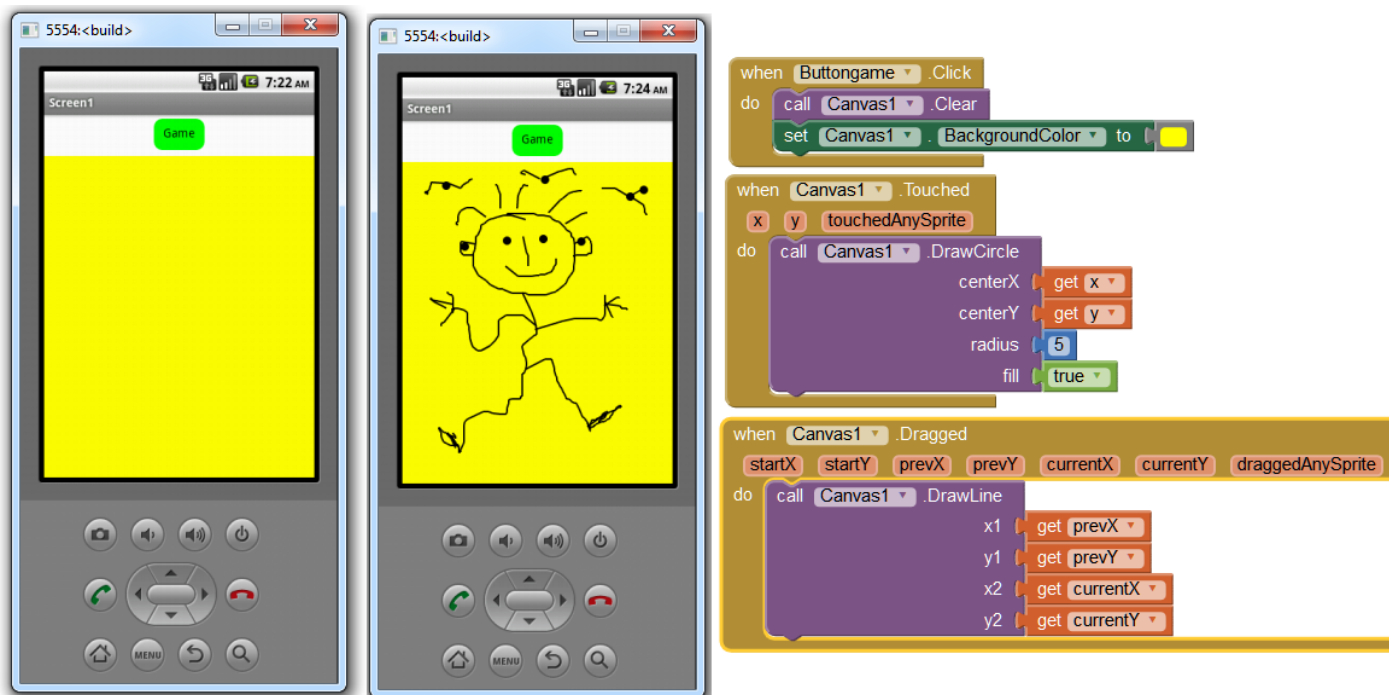 5554:<build>
3G 7:22 AM
Screen1
Game
MENU
5554:<build>
3G 7:24 AM
Screen1
Game
MENU
when Buttongame .Click
do call Canvas1 .Clear
set Canvas1 . BackgroundColor to
when Canvas1 .Touched
x y touchedAnySprite
do call Canvas1 .DrawCircle
centerX get x
centerY get y
radius 5
fill true
when Canvas1 .Dragged
startX startY prevX prevY currentX currentY draggedAnySprite
do call Canvas1 .DrawLine
x1 get prevX
y1 get prevY
x2 get currentX
y2 get currentY